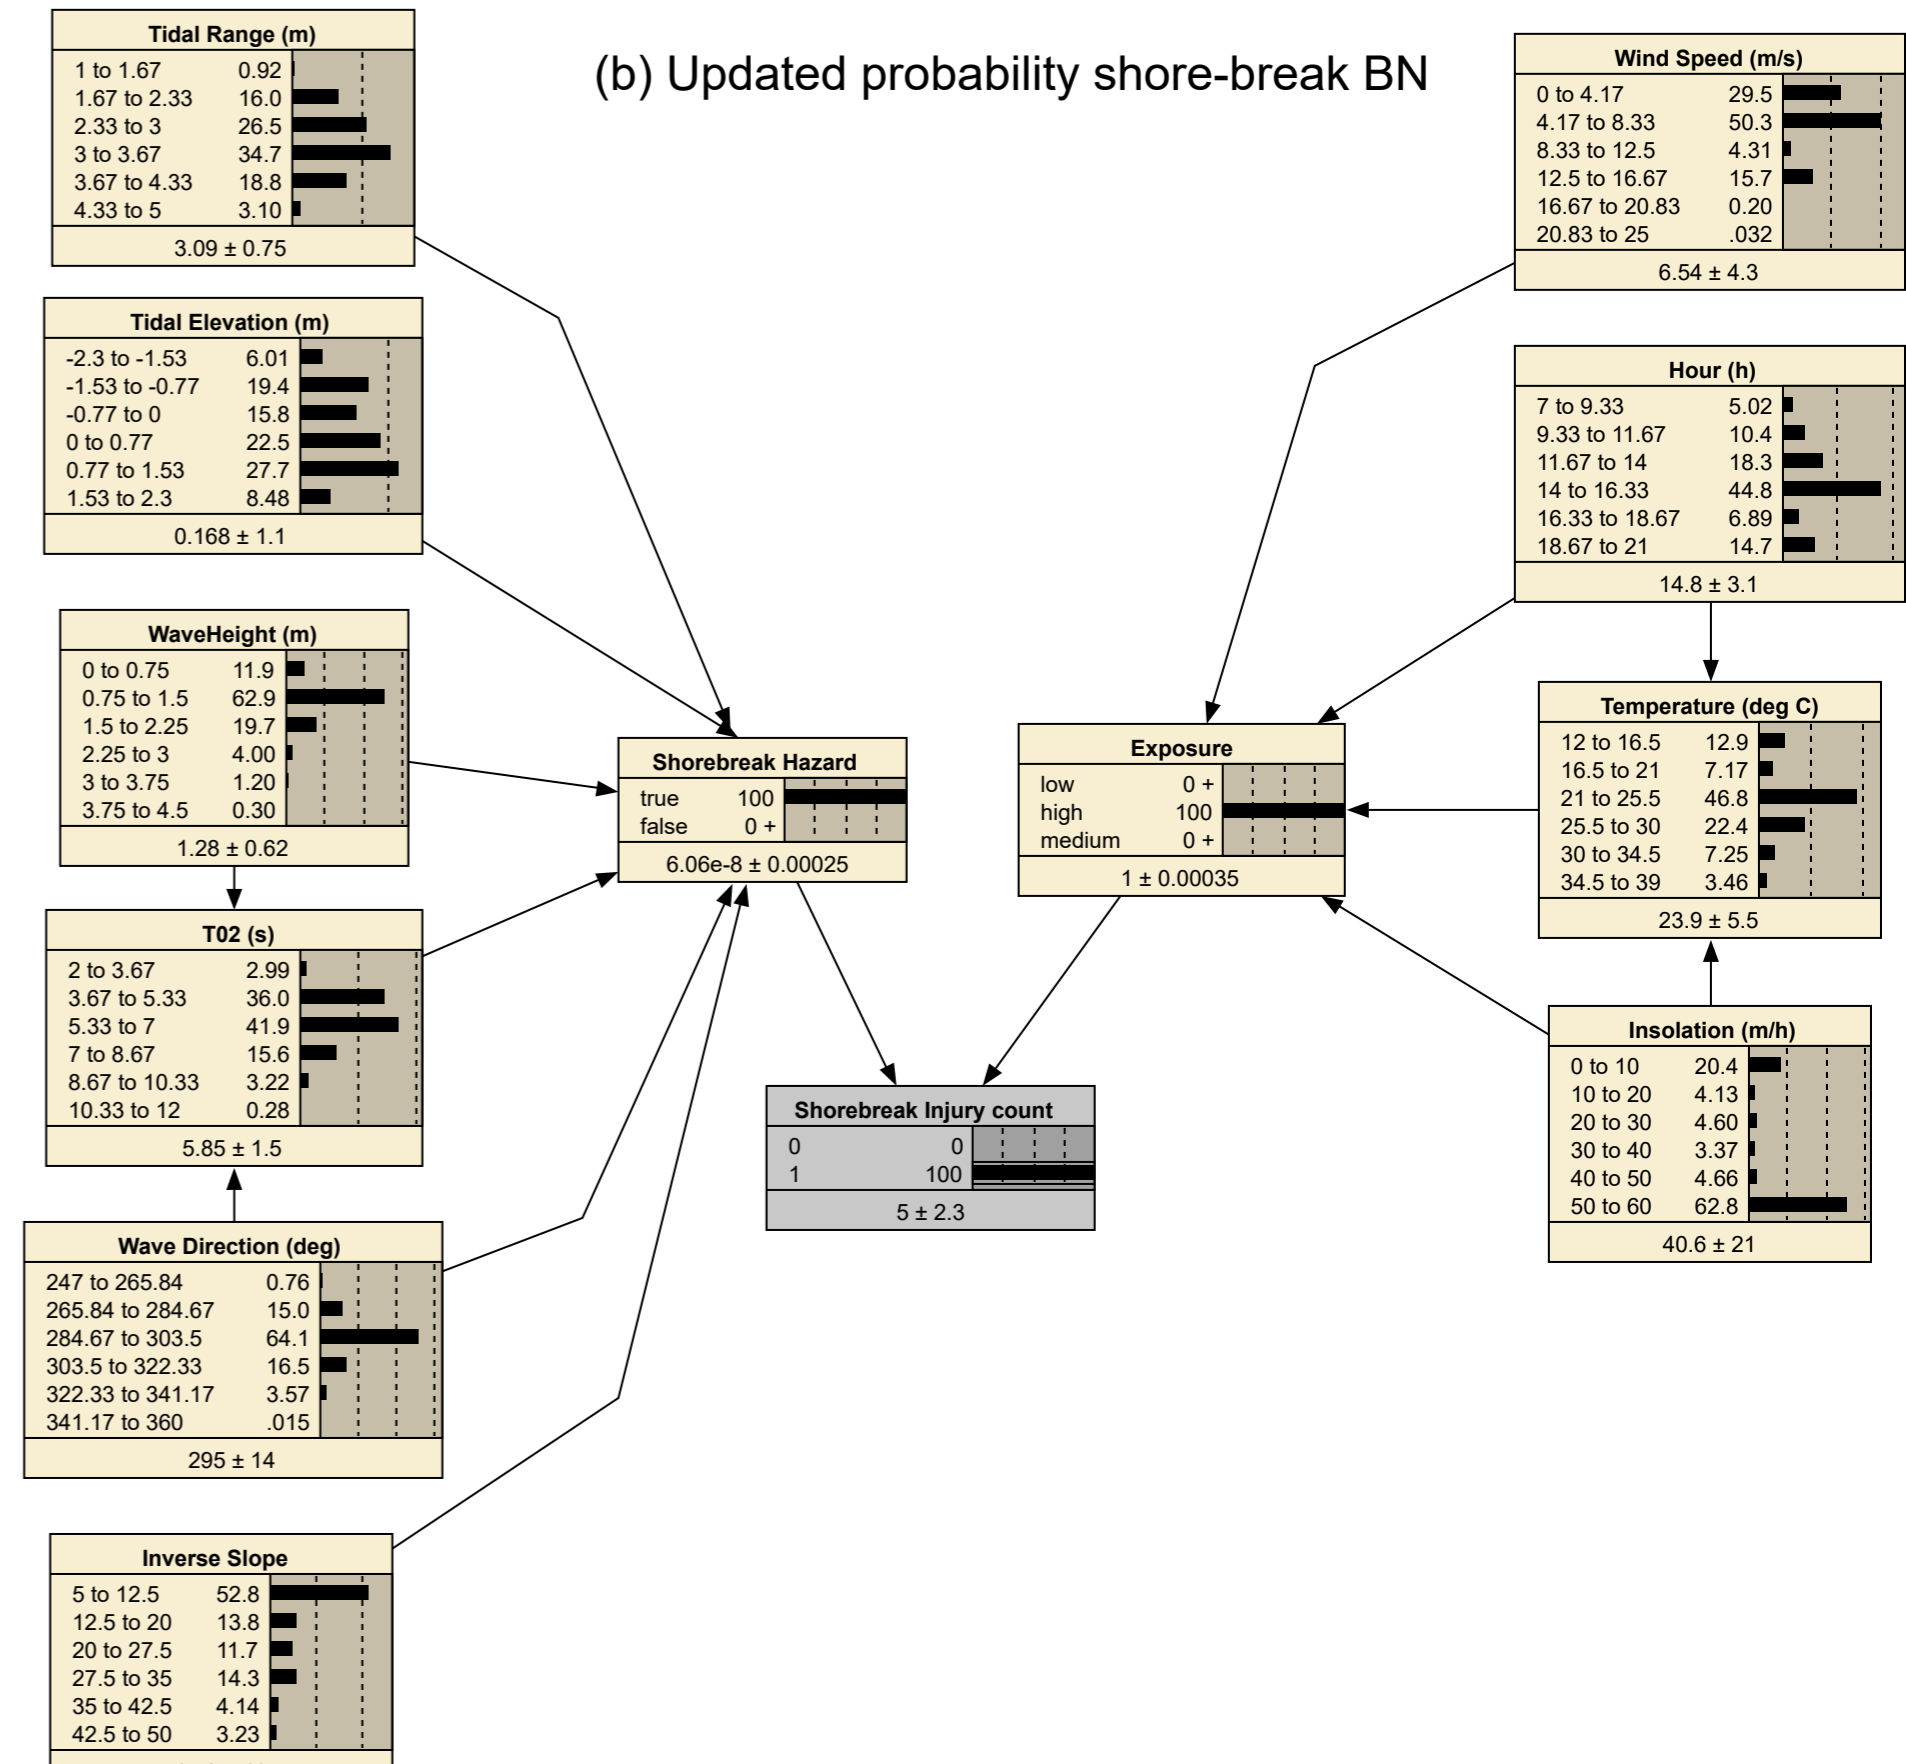 (b) Updated probability shore-break BN
Tidal Range (m)
1 to 1.67 0.92
1.67 to 2.33 16.0
2.33 to 3 26.5
3 to 3.67 34.7
3.67 to 4.33 18.8
4.33 to 5 3.10
3.09 ± 0.75
Tidal Elevation (m)
-2.3 to -1.53 6.01
-1.53 to -0.77 19.4
-0.77 to 0 15.8
0 to 0.77 22.5
0.77 to 1.53 27.7
1.53 to 2.3 8.48
0.168 ± 1.1
WaveHeight (m)
0 to 0.75 11.9
0.75 to 1.5 62.9
1.5 to 2.25 19.7
2.25 to 3 4.00
3 to 3.75 1.20
3.75 to 4.5 0.30
1.28 ± 0.62
T02 (s)
2 to 3.67 2.99
3.67 to 5.33 36.0
5.33 to 7 41.9
7 to 8.67 15.6
8.67 to 10.33 3.22
10.33 to 12 0.28
5.85 ± 1.5
Wave Direction (deg)
247 to 265.84 0.76
265.84 to 284.67 15.0
284.67 to 303.5 64.1
303.5 to 322.33 16.5
322.33 to 341.17 3.57
341.17 to 360 .015
295 ± 14
Inverse Slope
5 to 12.5 52.8
12.5 to 20 13.8
20 to 27.5 11.7
27.5 to 35 14.3
35 to 42.5 4.14
42.5 to 50 3.23
Shorebreak Hazard
true 100
false 0 +
6.06e-8 ± 0.00025
Exposure
low 0 +
high 100
medium 0 +
1 ± 0.00035
Shorebreak Injury count
0 0
1 100
5 ± 2.3
Wind Speed (m/s)
0 to 4.17 29.5
4.17 to 8.33 50.3
8.33 to 12.5 4.31
12.5 to 16.67 15.7
16.67 to 20.83 0.20
20.83 to 25 .032
6.54 ± 4.3
Hour (h)
7 to 9.33 5.02
9.33 to 11.67 10.4
11.67 to 14 18.3
14 to 16.33 44.8
16.33 to 18.67 6.89
18.67 to 21 14.7
14.8 ± 3.1
Temperature (deg C)
12 to 16.5 12.9
16.5 to 21 7.17
21 to 25.5 46.8
25.5 to 30 22.4
30 to 34.5 7.25
34.5 to 39 3.46
23.9 ± 5.5
Insolation (m/h)
0 to 10 20.4
10 to 20 4.13
20 to 30 4.60
30 to 40 3.37
40 to 50 4.66
50 to 60 62.8
40.6 ± 21